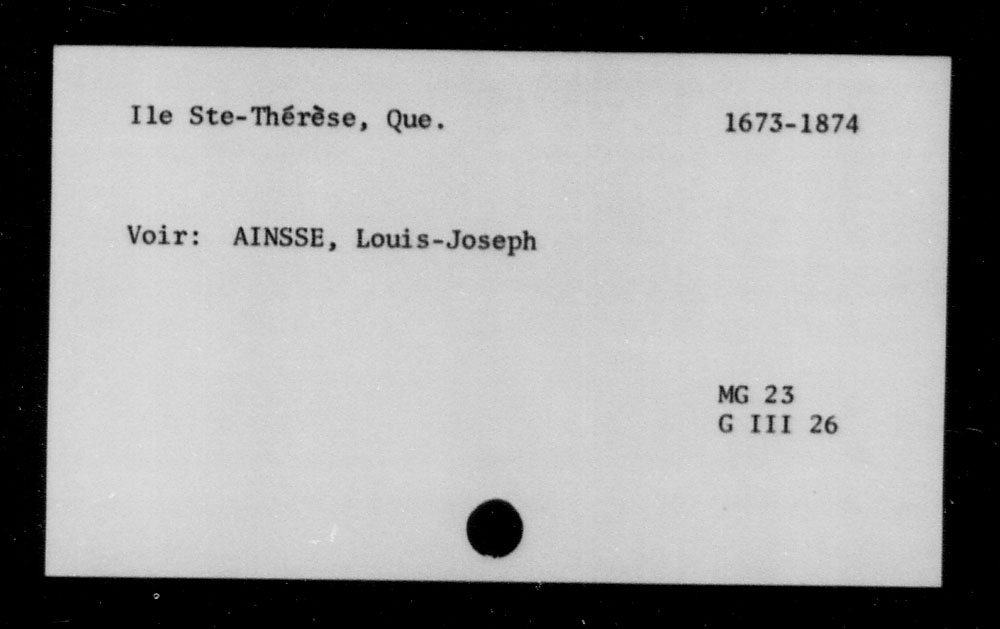 Ile Ste-Thérèse, Que. 1673-1874
Voir: AINSSE, Louis-Joseph
MG 23
G III 26